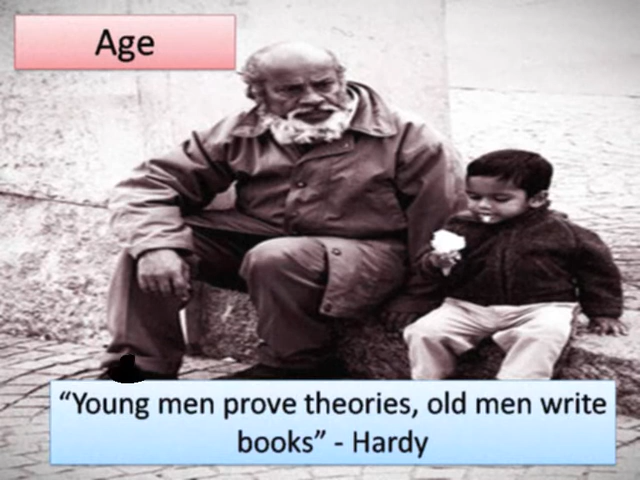 Age
“Young men prove theories, old men write
books” - Hardy